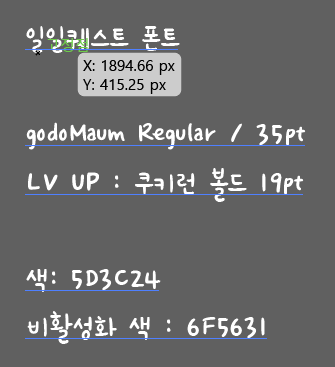 일일퀘스트 폰트
X: 1894.66 px
Y: 415.25 px
godoMaum Regular / 35pt
LV UP : 쿠키런 볼드 19pt
색: 5D3C24
비활성화 색 : 6F5631